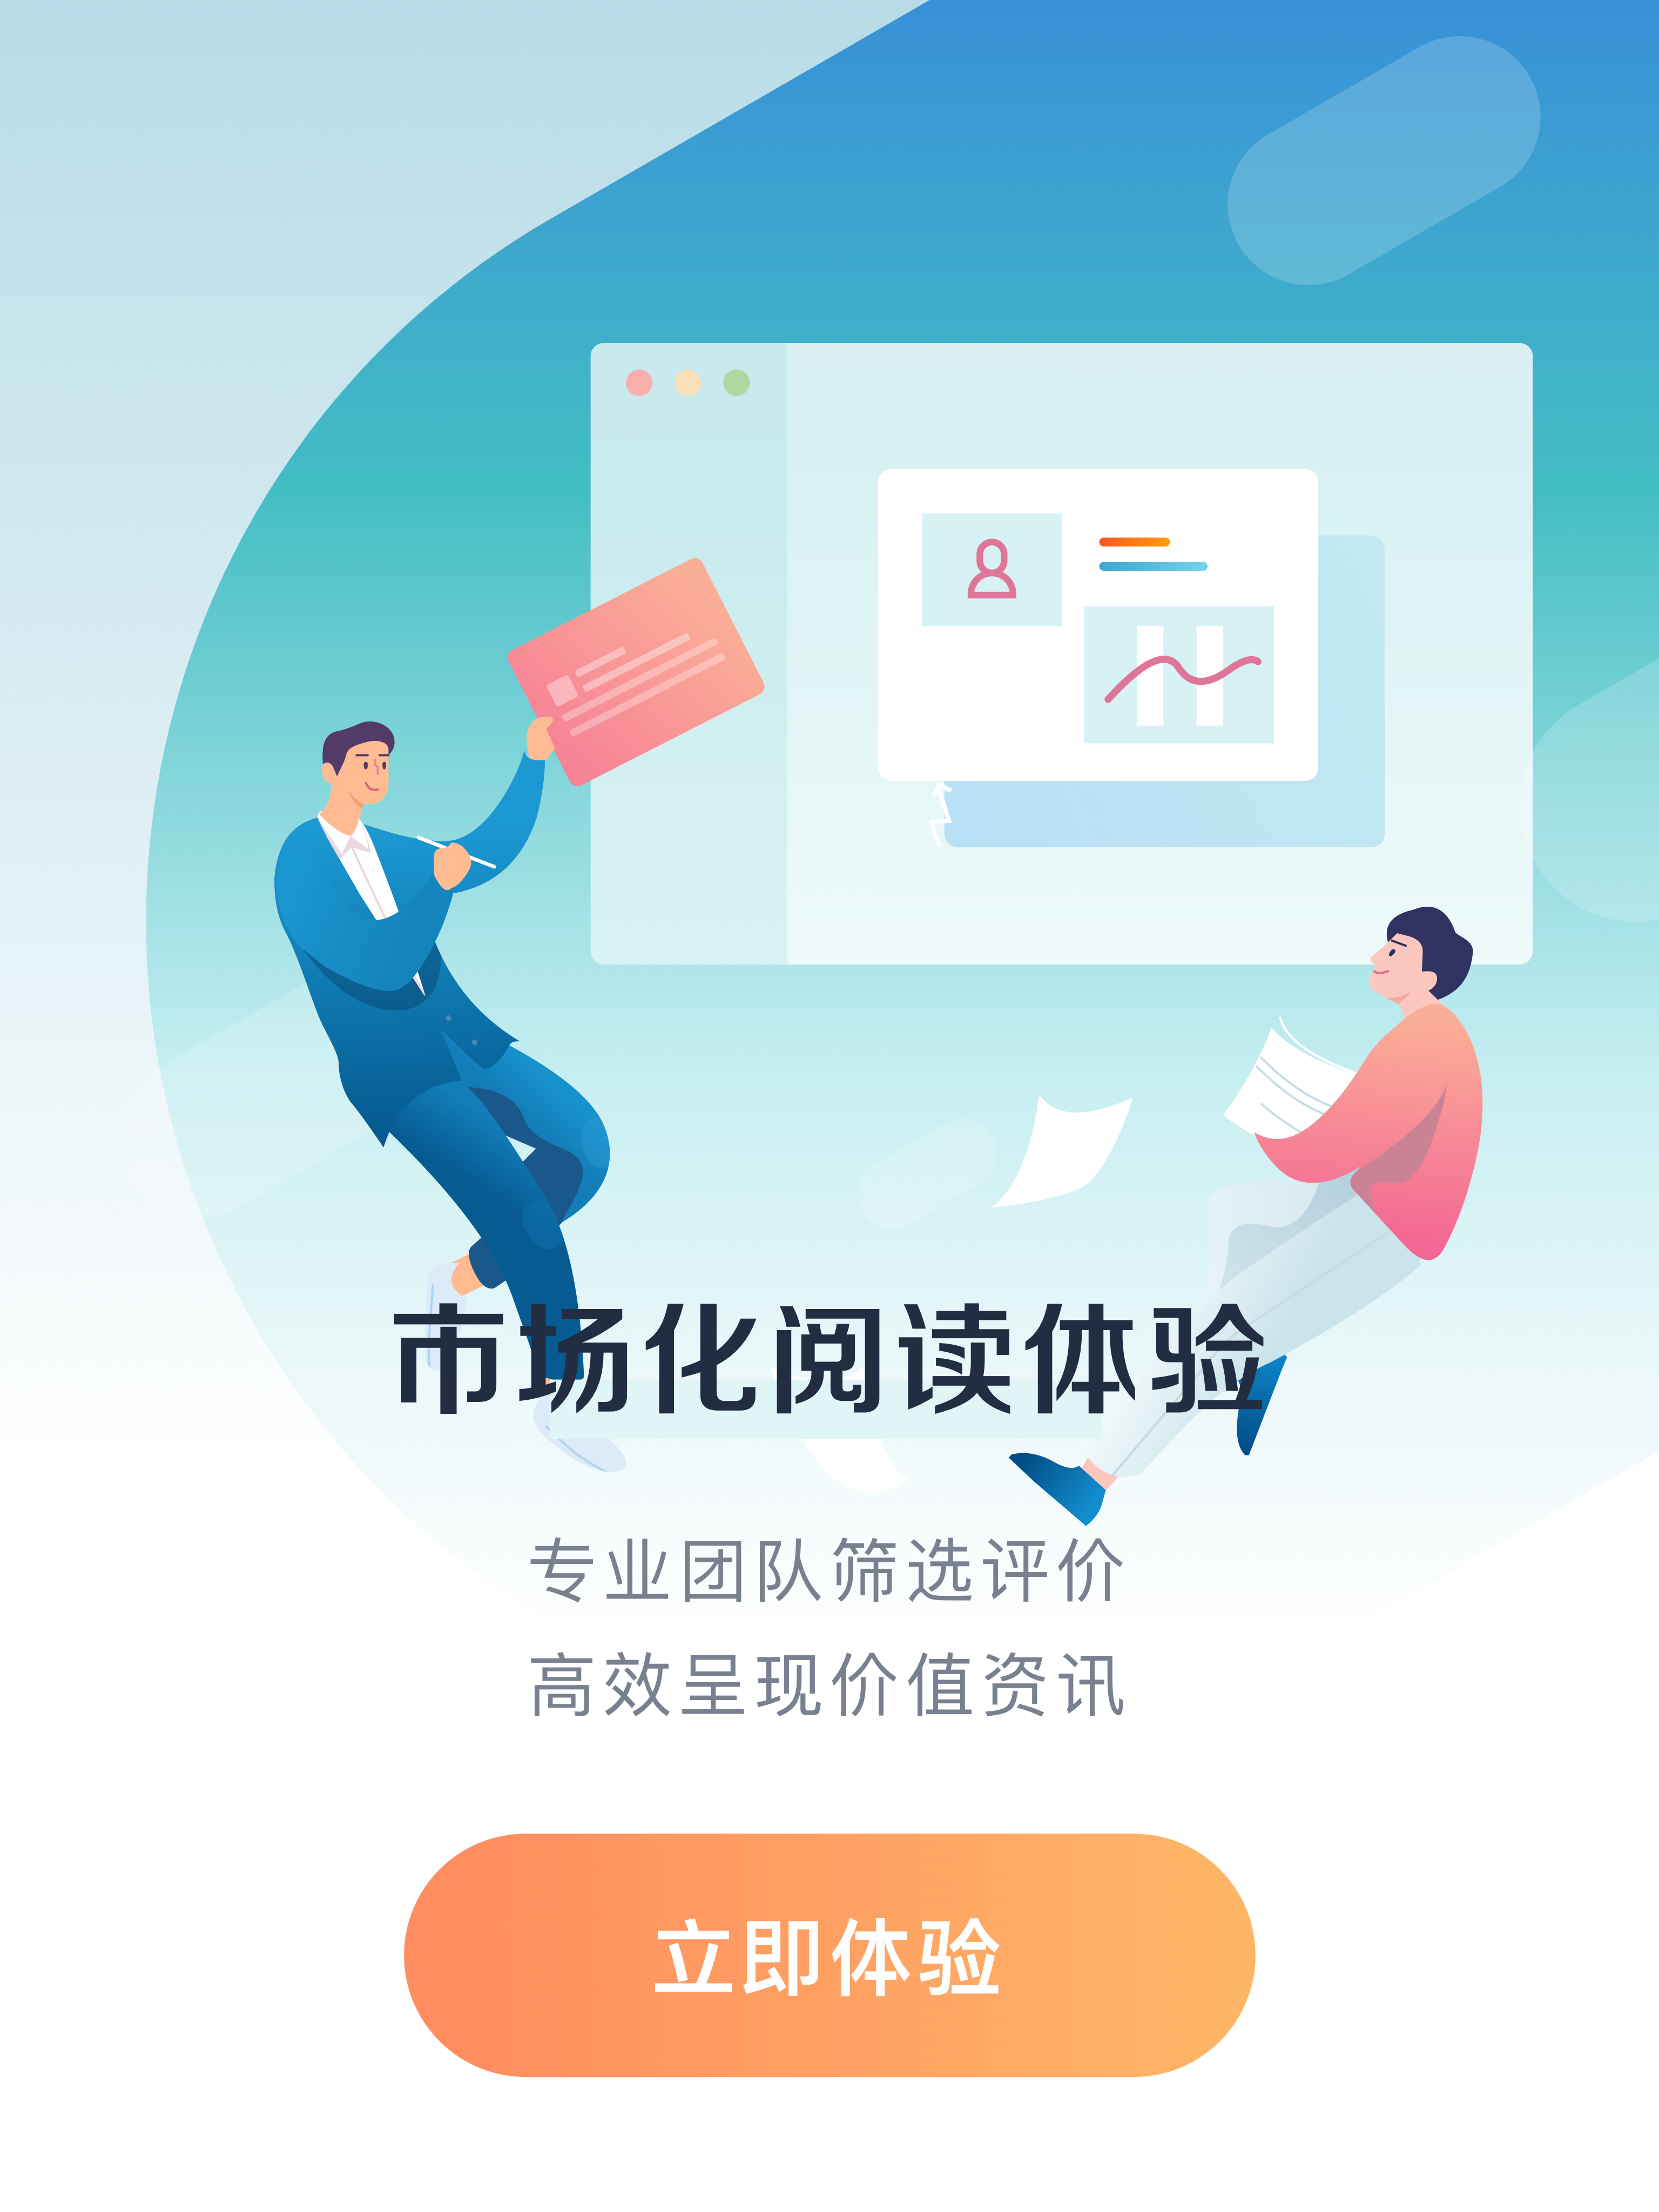 市场化阅读体验
专业团队筛选评价
高效呈现价值资讯
立即体验